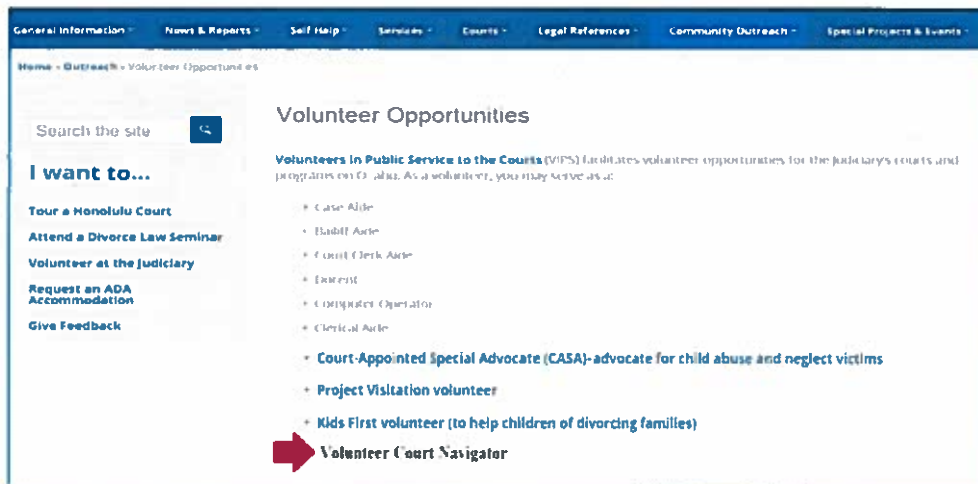 General Information - News & Reports - Self Help - Services - Courts - Legal References - Community Outreach - Special Projects & Events -
Home » Outreach » Volunteer Opportunities
Search the site
I want to...
Tour a Honolulu Court
Attend a Divorce Law Seminar
Volunteer at the Judiciary
Request an ADA
Accommodation
Give Feedback
Volunteer Opportunities
Volunteers in Public Service to the Courts (VIPS) facilitates volunteer opportunities for the Judiciary's courts and
programs on O'ahu. As a volunteer, you may serve as a:
• Case Aide
• Bailiff Aide
• Court Clerk Aide
• Docent
• Computer Operator
• Clerical Aide
• Court-Appointed Special Advocate (CASA)-advocate for child abuse and neglect victims
• Project Visitation volunteer
• Kids First volunteer (to help children of divorcing families)
Volunteer Court Navigator